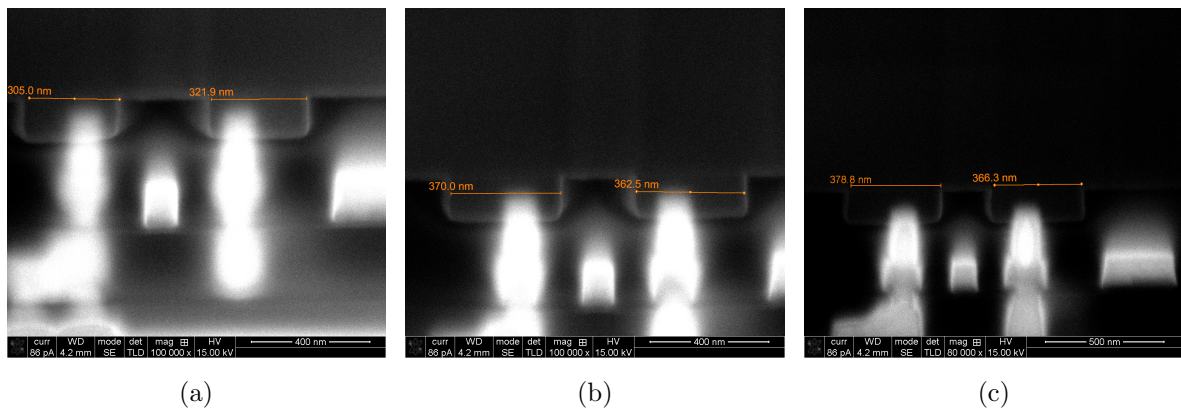 305.0 nm
321.9 nm
curr WD mode det mag HV
86 pA 4.2 mm SE TLD 100 000 x 15.00 kV
400 nm
370.0 nm
362.5 nm
curr WD mode det mag HV
86 pA 4.2 mm SE TLD 100 000 x 15.00 kV
400 nm
378.8 nm
366.3 nm
curr WD mode det mag HV
86 pA 4.2 mm SE TLD 80 000 x 15.00 kV
500 nm
(a)
(b)
(c)